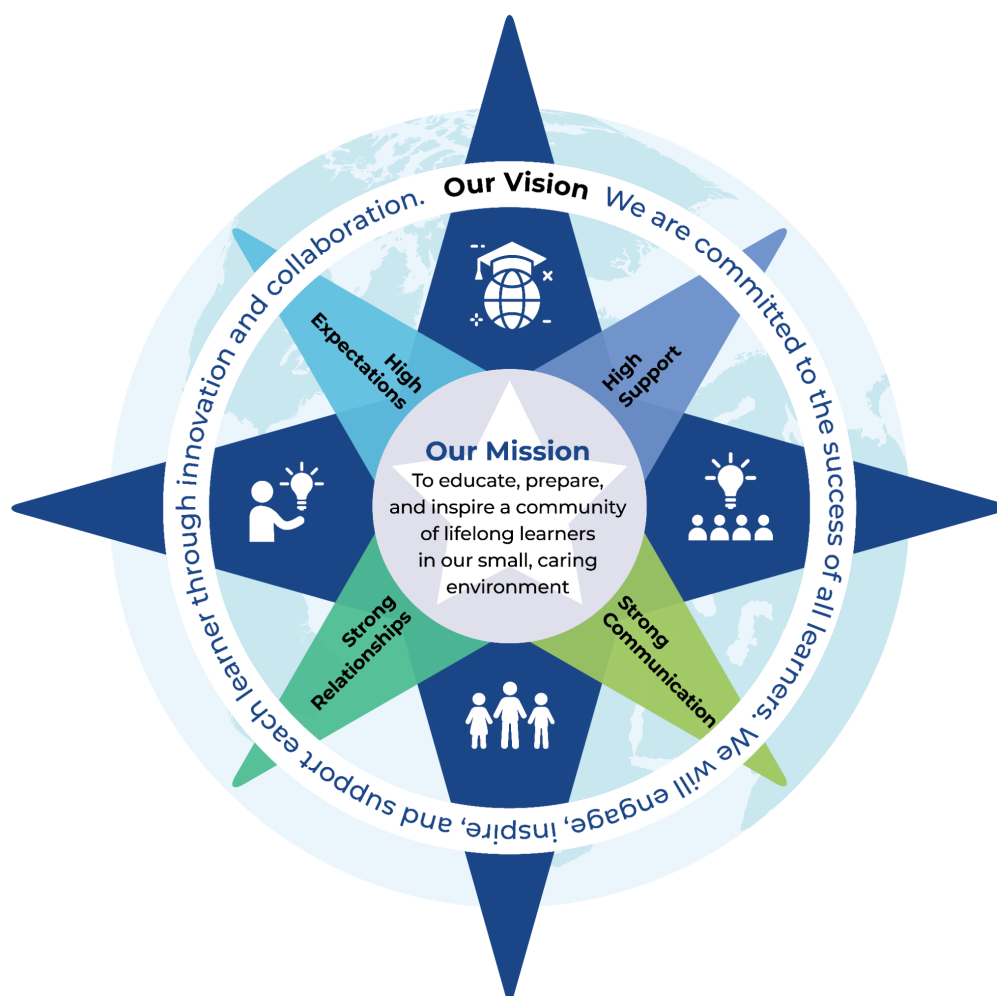 Our Vision We are committed to the success of all learners. We will engage, inspire, and support each learner through innovation and collaboration.
High
Expectations
High
Support
Our Mission
To educate, prepare,
and inspire a community
of lifelong learners
in our small, caring
environment
Strong
Relationships
Strong
Communication